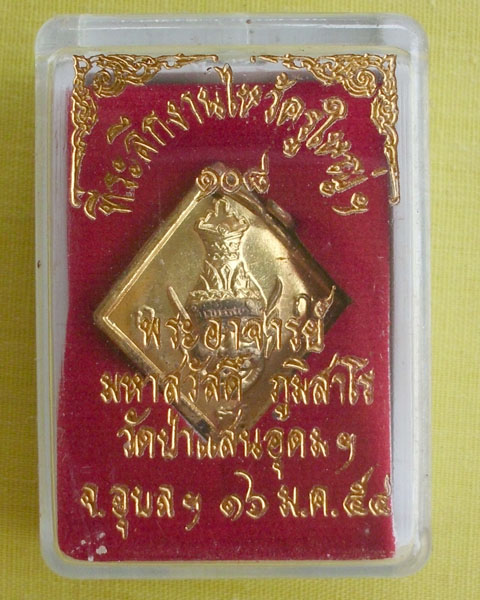 ที่ระลึกงานไหว้ครูใหญ่ ฯ
๑๐๘
พระอาจารย์
มหาสวัสดิ์ ภูมิสาโร
วัดป่าแสนอุดม ฯ
จ.อุบล ฯ ๑๖ ม.ค. ๕๔